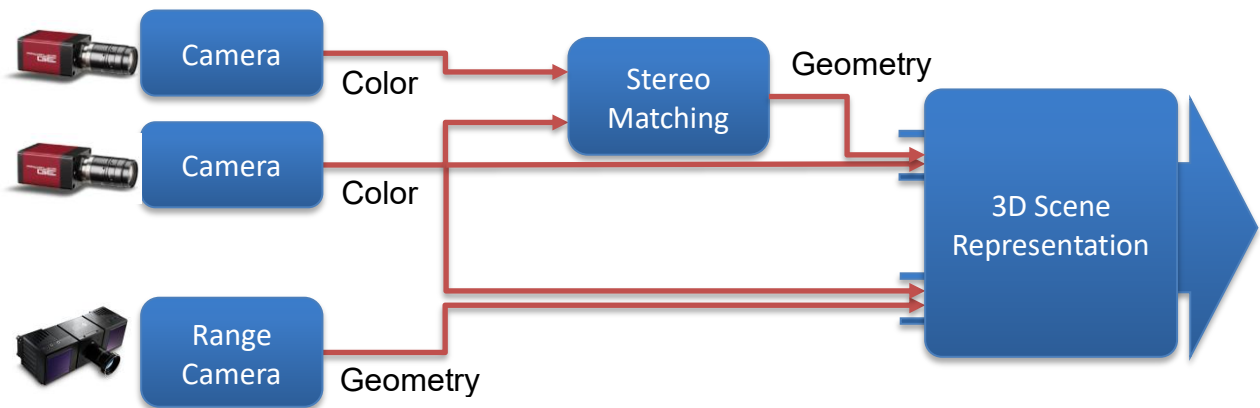 Camera
Color
Stereo
Matching
Geometry
Camera
Color
3D Scene
Representation
Range
Camera
Geometry